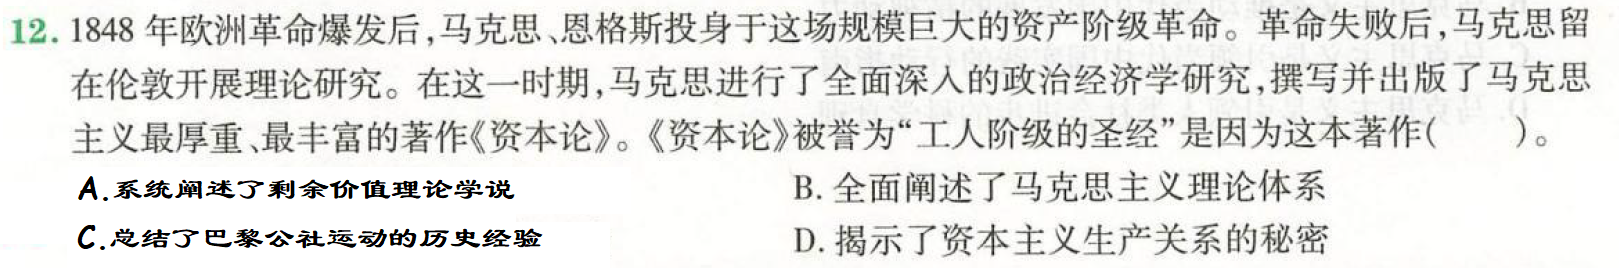 12. 1848 年欧洲革命爆发后,马克思、恩格斯投身于这场规模巨大的资产阶级革命。革命失败后,马克思留
在伦敦开展理论研究。在这一时期,马克思进行了全面深入的政治经济学研究,撰写并出版了马克思
主义最厚重、最丰富的著作《资本论》。《资本论》被誉为“工人阶级的圣经”是因为这本著作(    )。
A.系统阐述了剩余价值理论学说 B. 全面阐述了马克思主义理论体系
C.总结了巴黎公社运动的历史经验 D. 揭示了资本主义生产关系的秘密